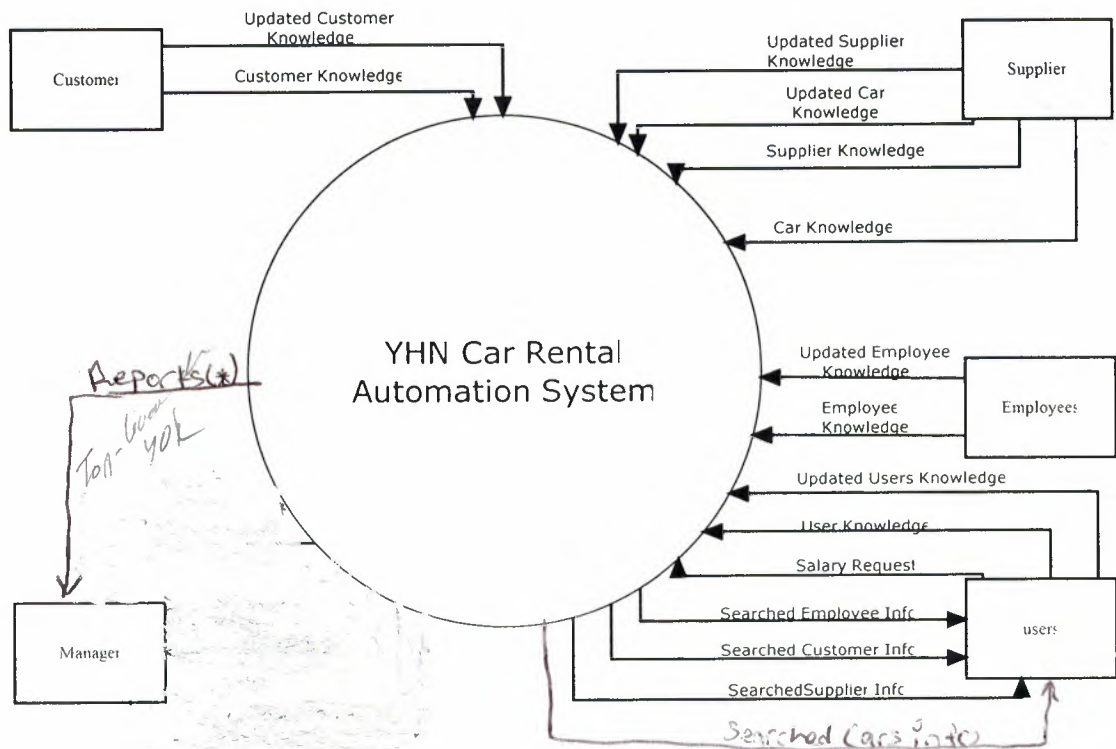 Updated Customer
Knowledge
Customer
Customer Knowledge
Updated Supplier
Knowledge
Supplier
Updated Car
Knowledge
Supplier Knowledge
Car Knowledge
YHN Car Rental
Automation System
Reports(*)
yok
Updated Employee
Knowledge
Employee
Knowledge
Employees
Updated Users Knowledge
User Knowledge
Salary Request
Searched Employee Info
Searched Customer Info
SearchedSupplier Info
users
Manager
Searched Cars info